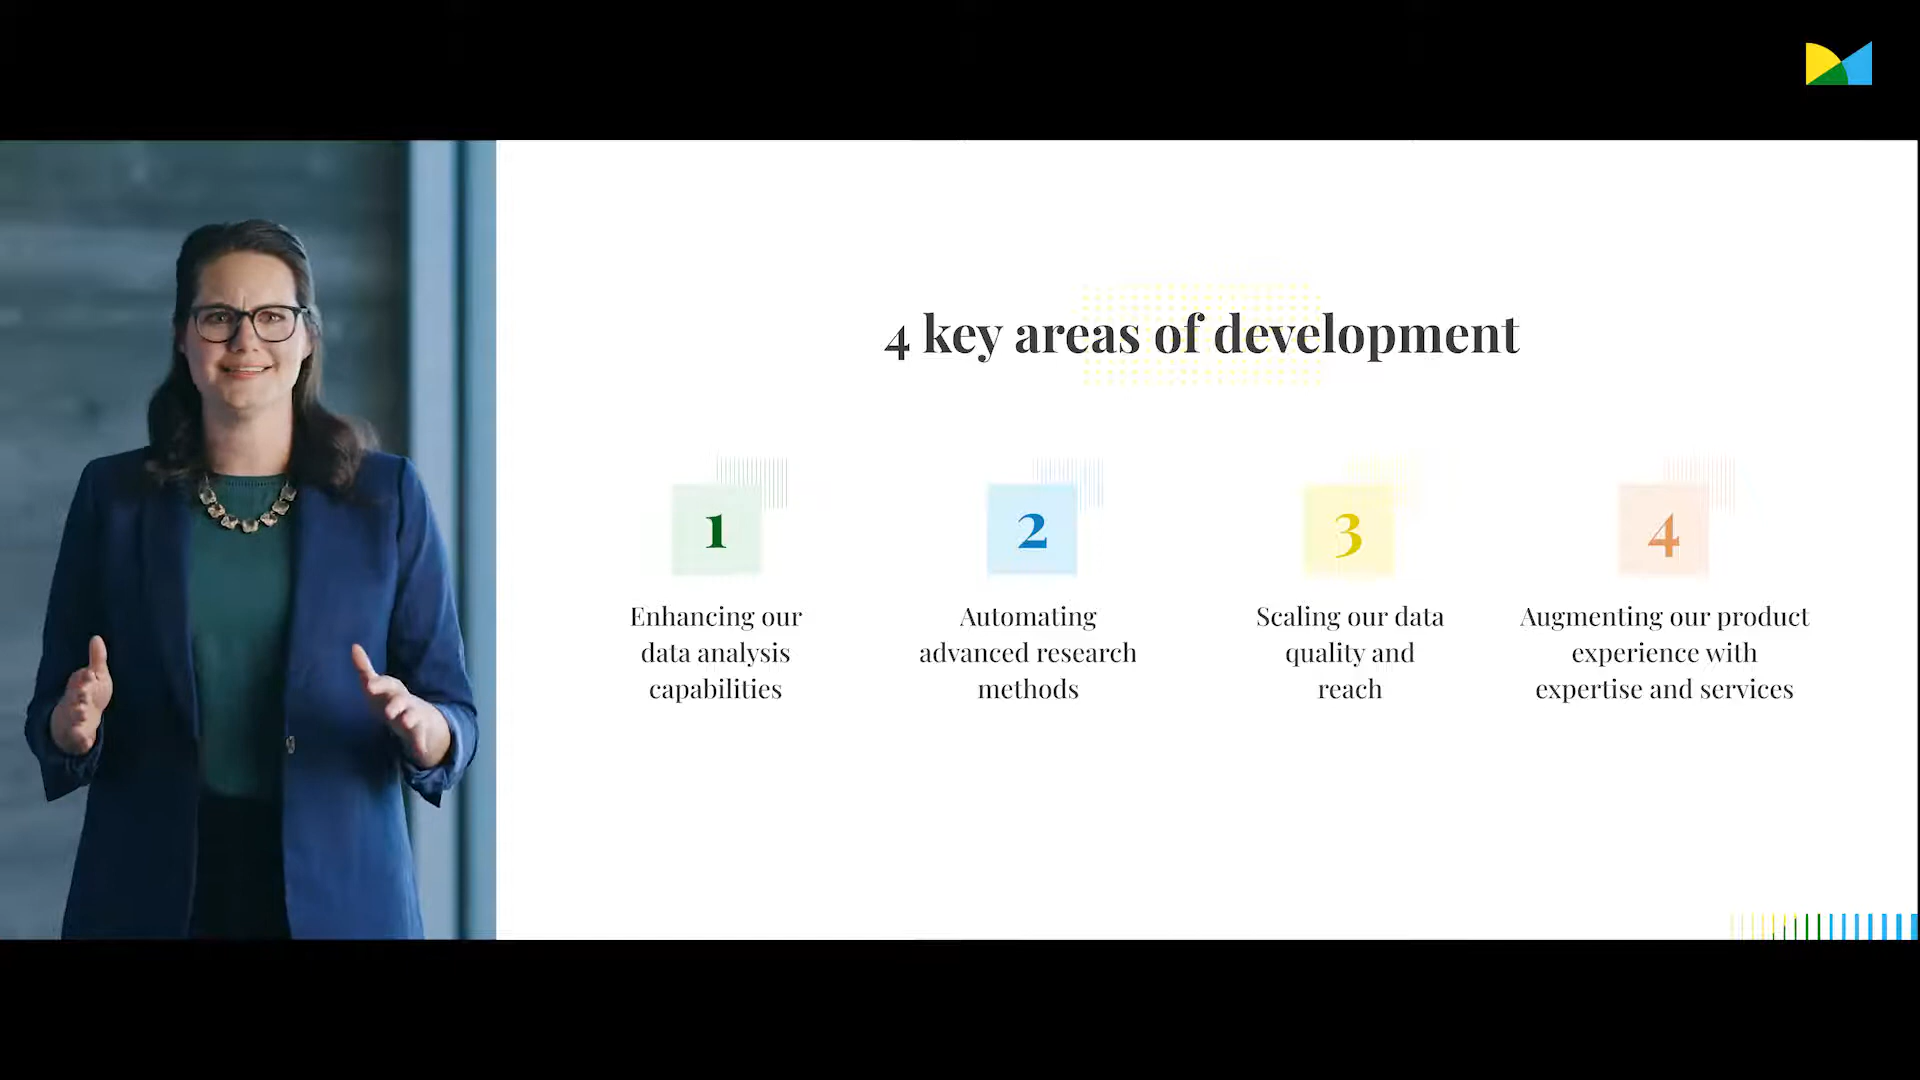 4 key areas of development
1
Enhancing our
data analysis
capabilities
2
Automating
advanced research
methods
3
Scaling our data
quality and
reach
4
Augmenting our product
experience with
expertise and services